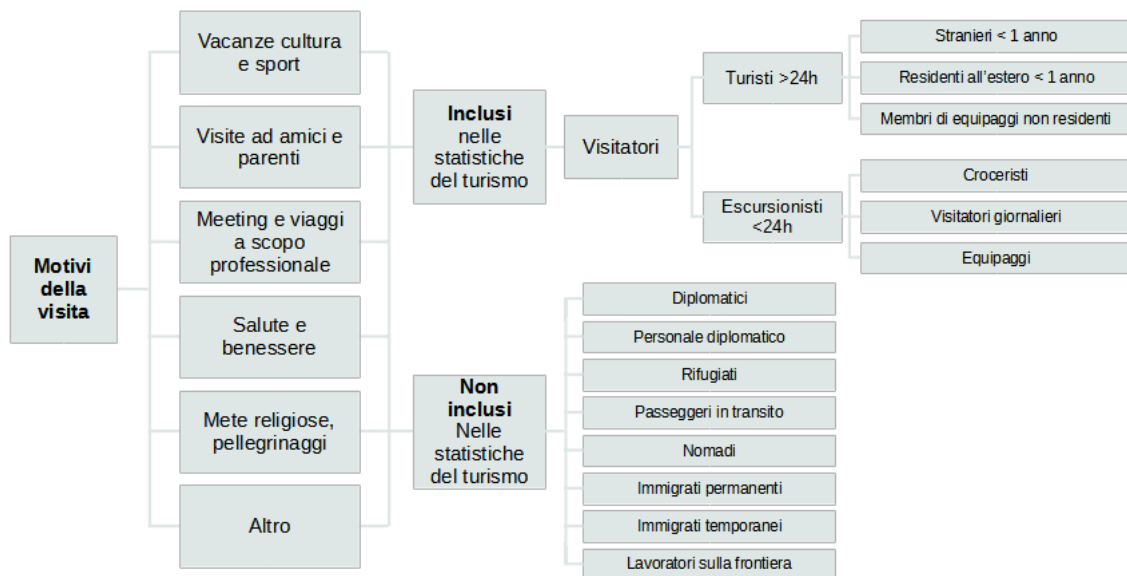 Motivi
della
visita
Vacanze cultura
e sport
Visite ad amici e
parenti
Meeting e viaggi
a scopo
professionale
Salute e
benessere
Mete religiose,
pellegrinaggi
Altro
Inclusi
nelle
statistiche
del turismo
Visitatori
Turisti >24h
Stranieri < 1 anno
Residenti all'estero < 1 anno
Membri di equipaggi non residenti
Escursionisti
<24h
Croceristi
Visitatori giornalieri
Equipaggi
Non
inclusi
Nelle
statistiche
del turismo
Diplomatici
Personale diplomatico
Rifugiati
Passeggeri in transito
Nomadi
Immigrati permanenti
Immigrati temporanei
Lavoratori sulla frontiera